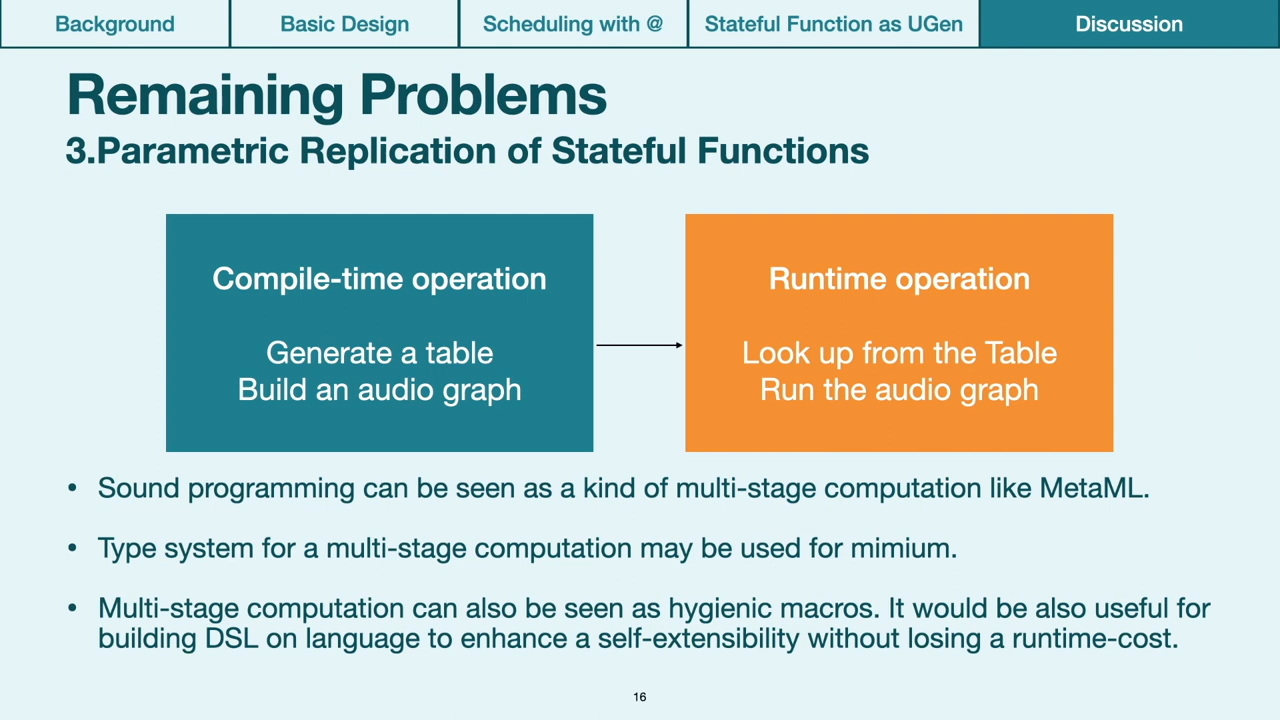 Background
Basic Design
Scheduling with @
Stateful Function as UGen
Discussion
Remaining Problems
3.Parametric Replication of Stateful Functions
Compile-time operation
Generate a table
Build an audio graph
Runtime operation
Look up from the Table
Run the audio graph
• Sound programming can be seen as a kind of multi-stage computation like MetaML.
• Type system for a multi-stage computation may be used for mimium.
• Multi-stage computation can also be seen as hygienic macros. It would be also useful for
building DSL on language to enhance a self-extensibility without losing a runtime-cost.
16